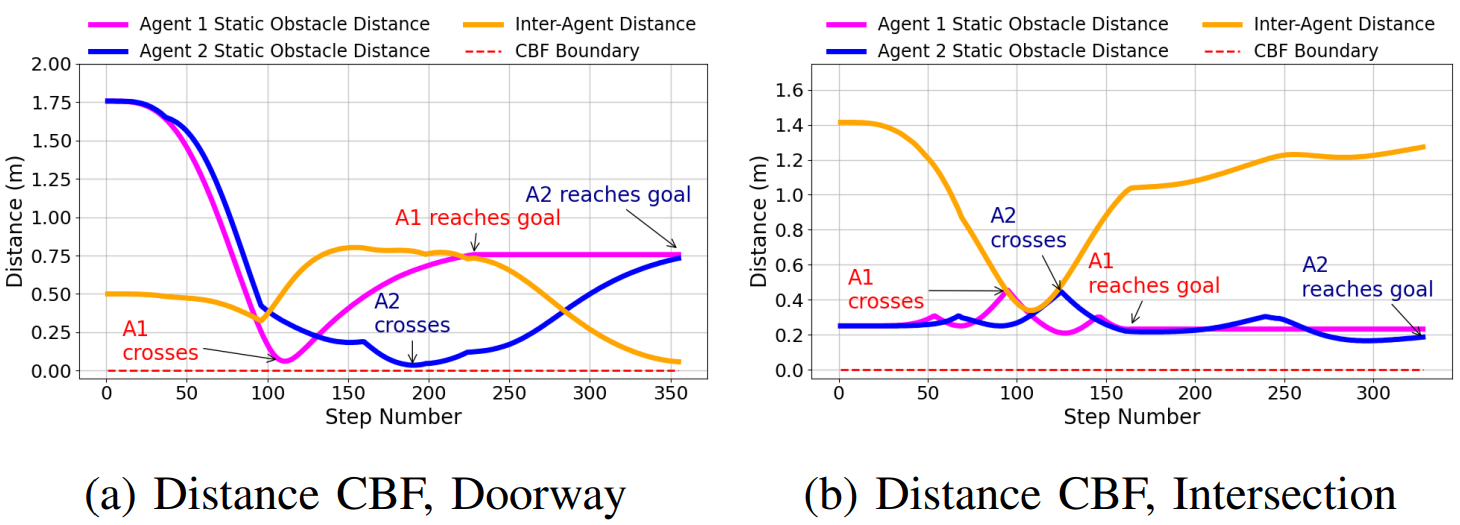 Agent 1 Static Obstacle Distance
Inter-Agent Distance
Agent 2 Static Obstacle Distance
CBF Boundary
2.00
1.75
1.50
1.25
1.00
0.75
0.50
0.25
0.00
Distance (m)
A1
crosses
A2
crosses
A1 reaches goal
A2 reaches goal
0
50
100
150
200
250
300
350
Step Number
(a) Distance CBF, Doorway
Agent 1 Static Obstacle Distance
Inter-Agent Distance
Agent 2 Static Obstacle Distance
CBF Boundary
1.6
1.4
1.2
1.0
0.8
0.6
0.4
0.2
0.0
Distance (m)
A1
crosses
A2
crosses
A1
reaches goal
A2
reaches goal
0
50
100
150
200
250
300
Step Number
(b) Distance CBF, Intersection